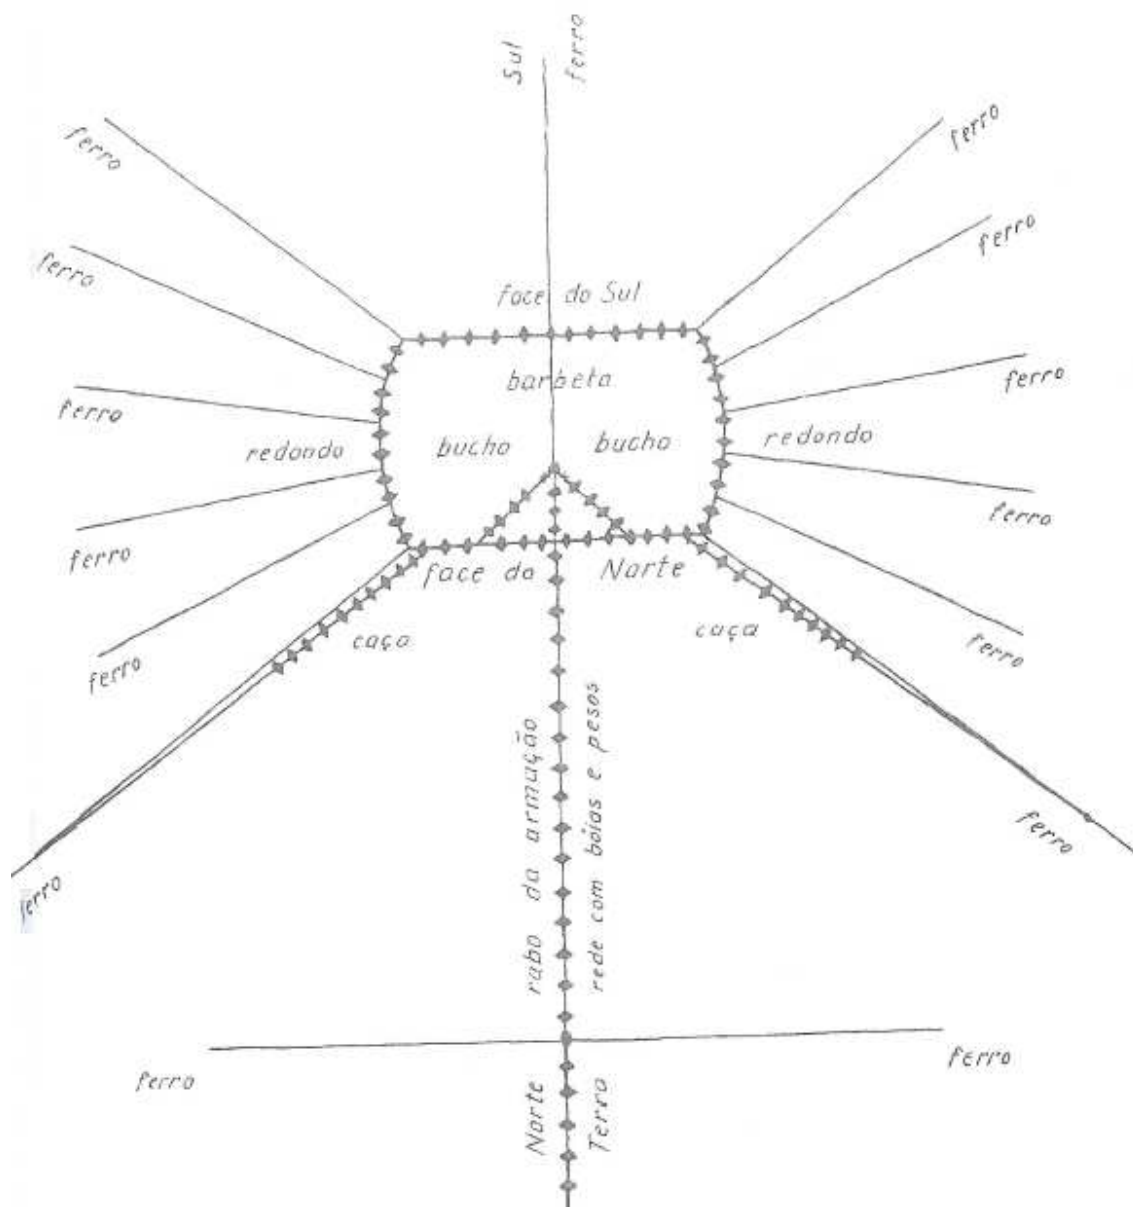 Sul
ferro
ferro
ferro
ferro
ferro
face do Sul
barbeta
ferro
ferro
redondo
bucho
bucho
redondo
ferro
ferro
face do Norte
caça
caça
ferro
ferro
rabo da armação
rede com bóias e pesos
ferro
ferro
ferro
ferro
Norte
Terra